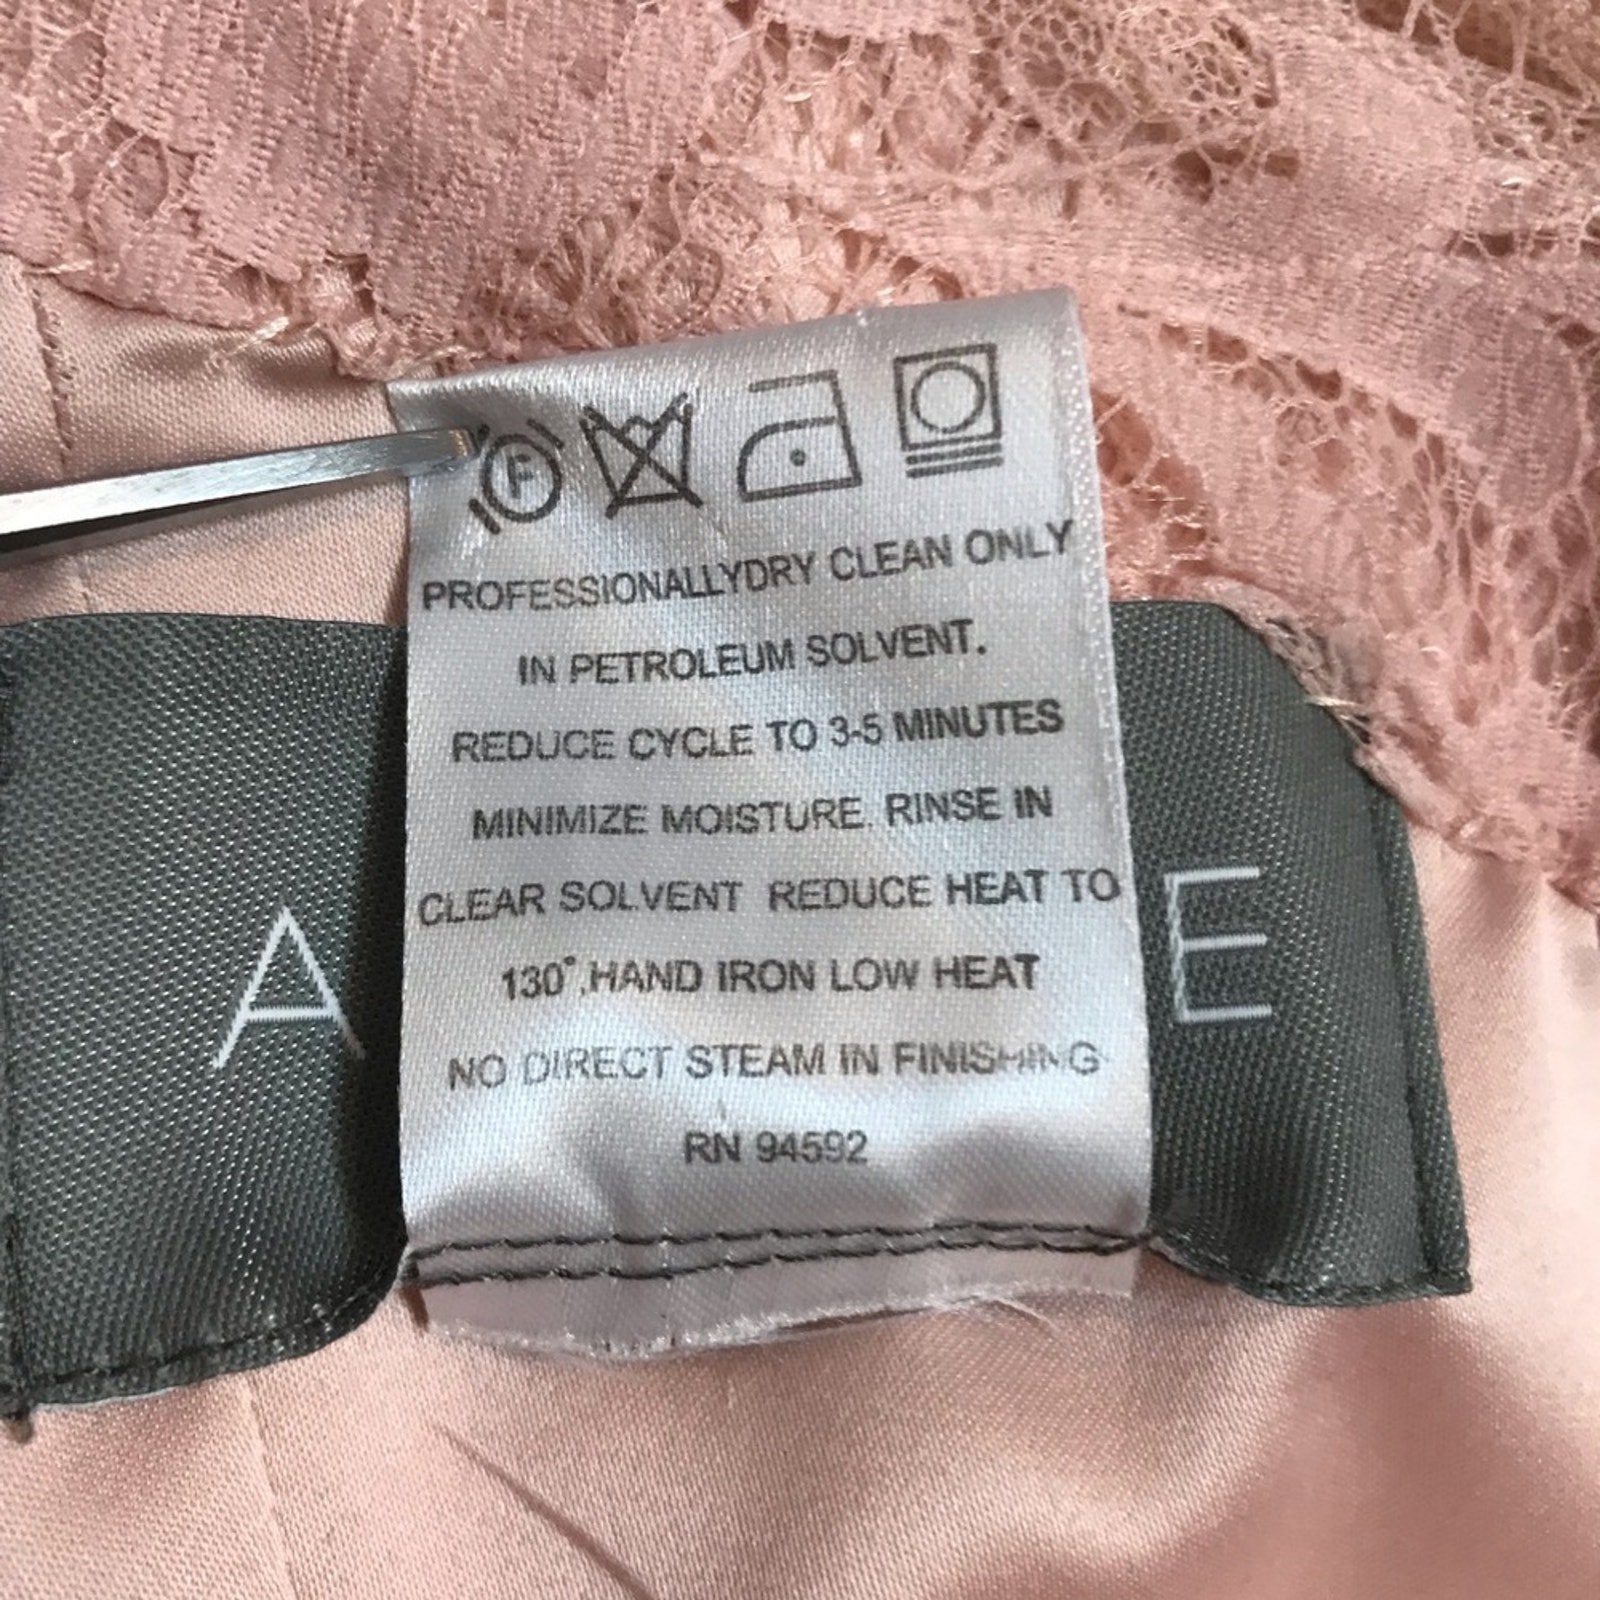 F
PROFESSIONALLYDRY CLEAN ONLY
IN PETROLEUM SOLVENT.
REDUCE CYCLE TO 3-5 MINUTES
MINIMIZE MOISTURE. RINSE IN
CLEAR SOLVENT REDUCE HEAT TO
130°.HAND IRON LOW HEAT
NO DIRECT STEAM IN FINISHING
RN 94592
A E